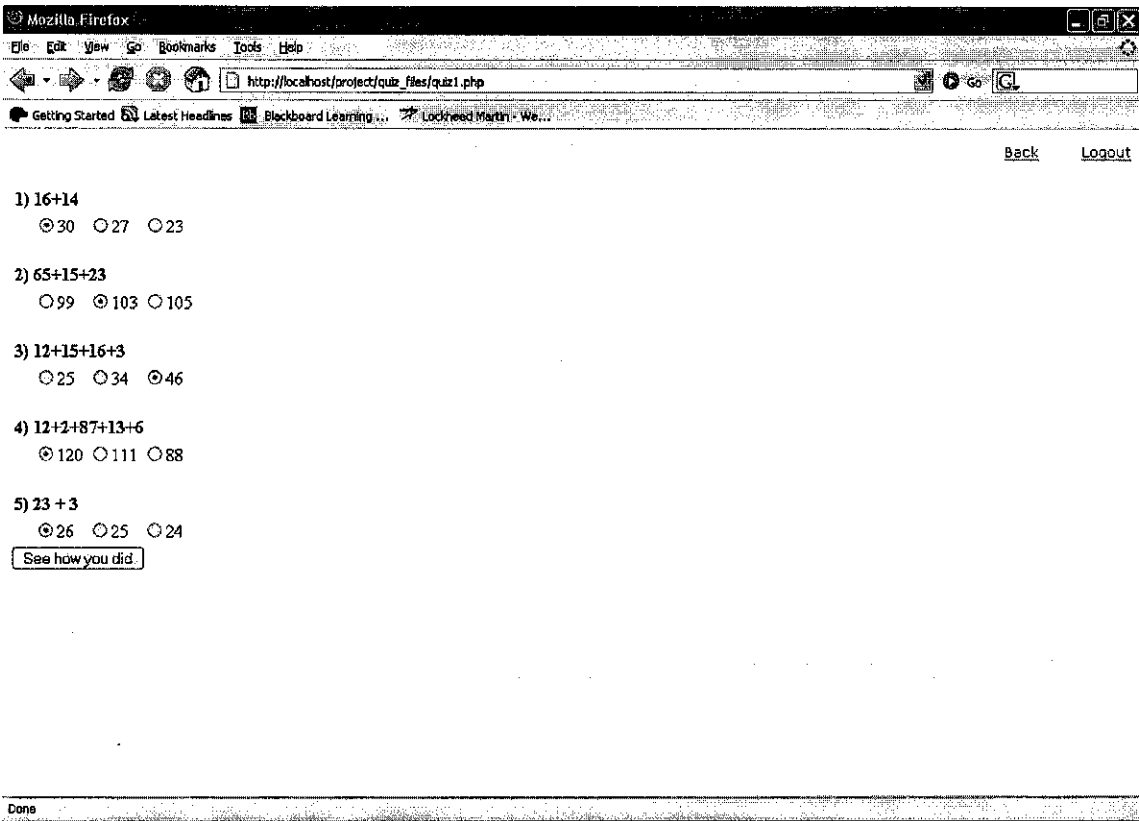 Mozilla Firefox
File Edit View Go Bookmarks Tools Help
http://localhost/project/quiz_files/quiz1.php Go G
Getting Started Latest Headlines Bb Blackboard Learning ... Lockheed Martin - We...
Back Logout
1) 16+14
30 27 23
2) 65+15+23
99 103 105
3) 12+15+16+3
25 34 46
4) 12+2+87+13+6
120 111 88
5) 23 +3
26 25 24
See how you did
Done